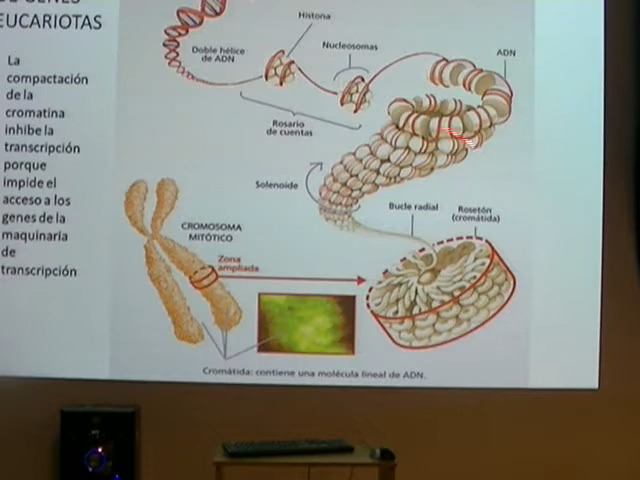 DE GENES
EUCARIOTAS
La
compactación
de la
cromatina
inhibe la
transcripción
porque
impide el
acceso a los
genes de la
maquinaria
de
transcripción
Histona
Doble hélice
de ADN
Nucleosomas
ADN
Rosario
de cuentas
Solenoide
Bucle radial
Rosetón
(cromátida)
CROMOSOMA
MITÓTICO
Zona
ampliada
Cromátida: contiene una molécula lineal de ADN.